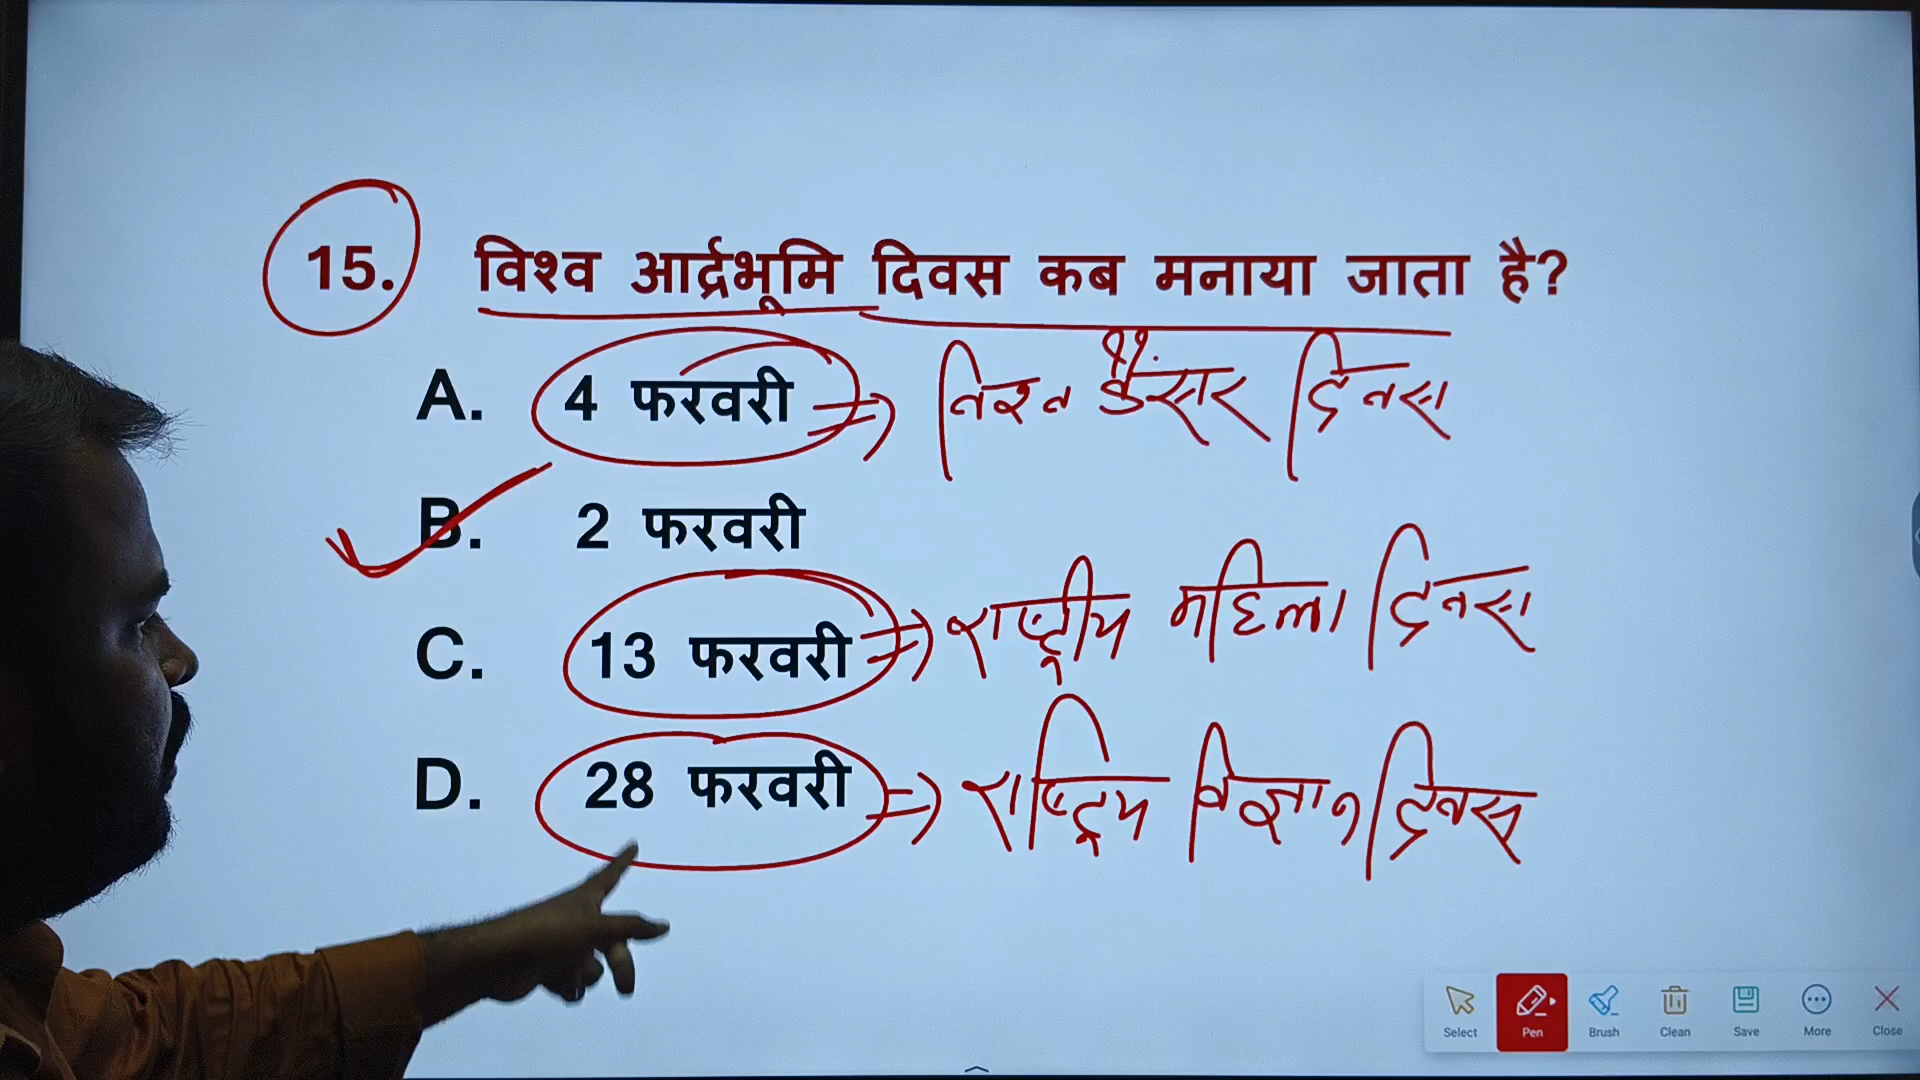 15. विश्व आर्द्रभूमि दिवस कब मनाया जाता है?
A. 4 फरवरी => विश्व कैंसर दिवस
B. 2 फरवरी
C. 13 फरवरी => राष्ट्रीय महिला दिवस
D. 28 फरवरी => राष्ट्रिय विज्ञान दिवस
Select Pen Brush Clean Save More Close